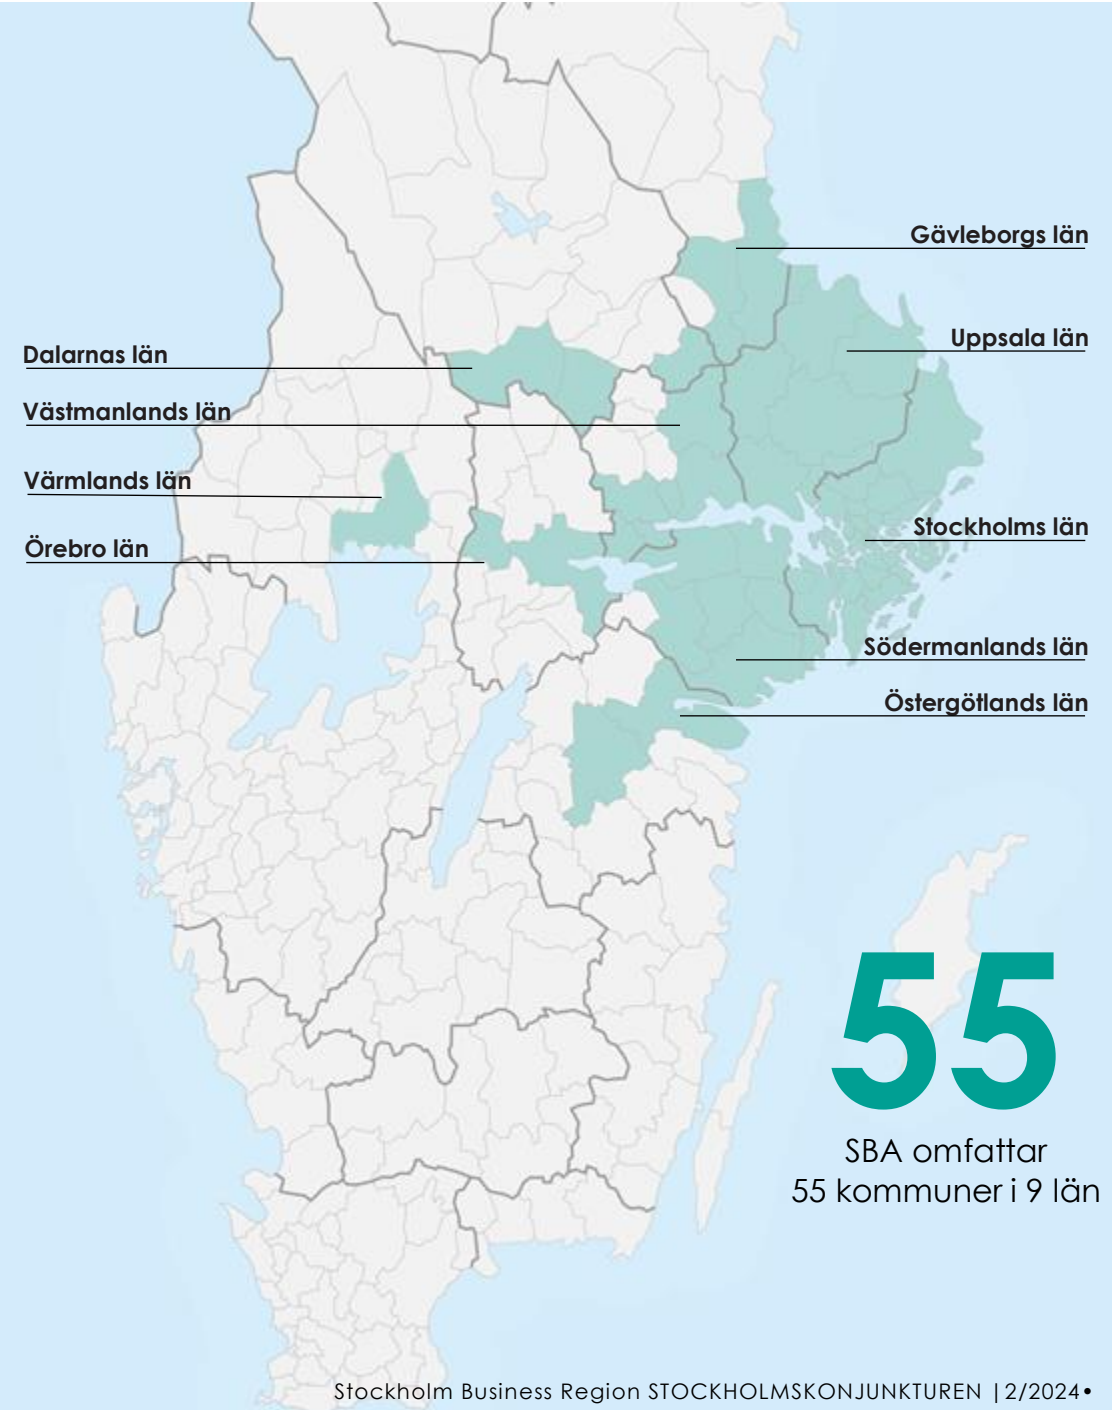 Gävleborgs län
Uppsala län
Dalarnas län
Västmanlands län
Värmlands län
Stockholms län
Örebro län
Södermanlands län
Östergötlands län
55
SBA omfattar
55 kommuner i 9 län
Stockholm Business Region STOCKHOLMSKONJUNKTUREN |2/2024•